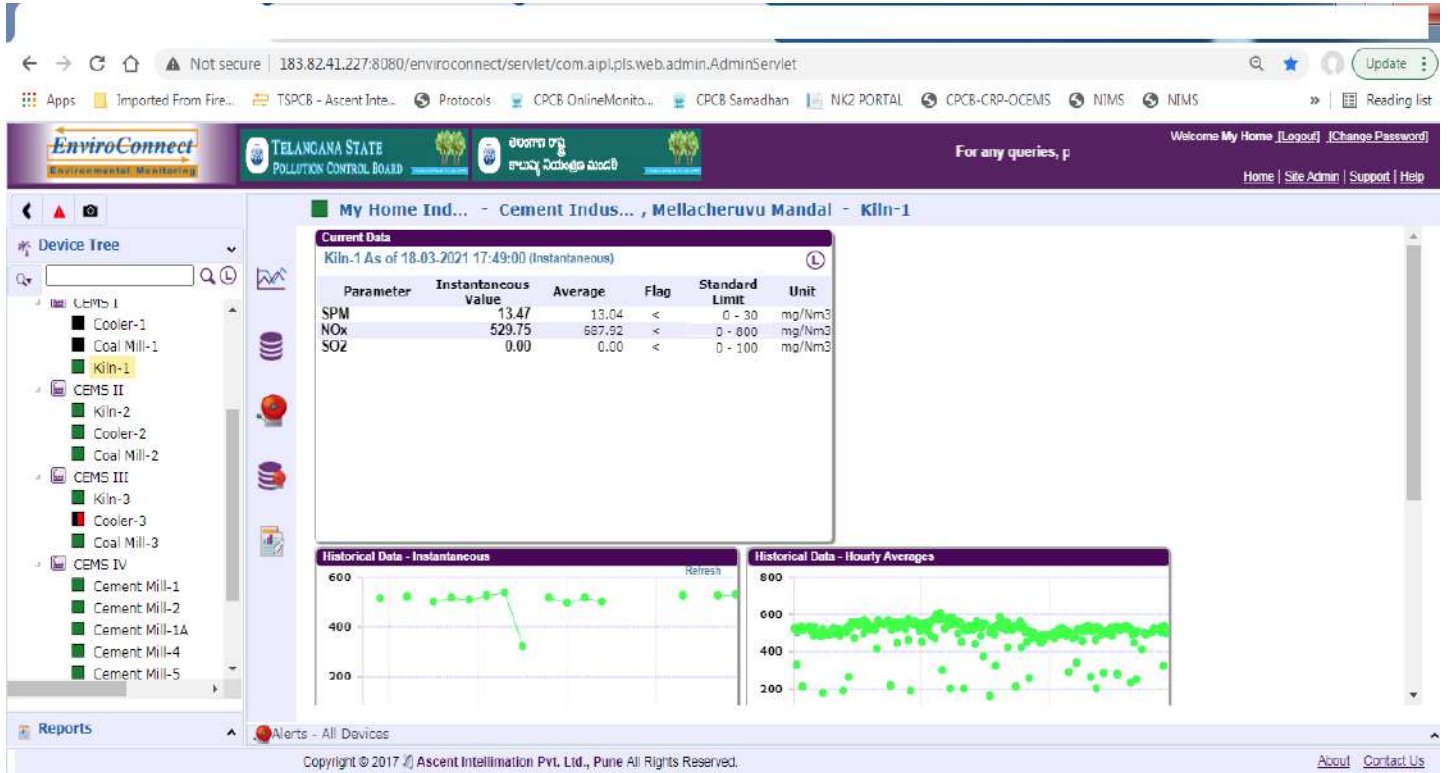 Not secure | 183.82.41.227:8080/enviroconnect/servlet/com.aipl.pls.web.admin.AdminServlet
Update
Apps Imported From Fire... TSPCB - Ascent Inte... Protocols CPCB OnlineMonito... CPCB Samadhan NK2 PORTAL CPCB-CRP-OCEMS NIMS NIMS » Reading list
EnviroConnect
Environmental Monitoring
TELANGANA STATE
POLLUTION CONTROL BOARD
తెలంగాణ రాష్ట్ర
కాలుష్య నియంత్రణ మండలి
For any queries, p
Welcome My Home [Logout] [Change Password]
Home | Site Admin | Support | Help
My Home Ind... - Cement Indus... , Mellacheruvu Mandal - Kiln-1
Device Tree
CEMS I
Cooler-1
Coal Mill-1
Kiln-1
CEMS II
Kiln-2
Cooler-2
Coal Mill-2
CEMS III
Kiln-3
Cooler-3
Coal Mill-3
CEMS IV
Cement Mill-1
Cement Mill-2
Cement Mill-1A
Cement Mill-4
Cement Mill-5
Reports
Current Data
Kiln-1 As of 18-03-2021 17:49:00 (Instantaneous) L
Parameter Instantaneous Value Average Flag Standard Limit Unit
SPM 13.47 13.04 < 0 - 30 mg/Nm3
NOx 529.75 687.92 < 0 - 800 mg/Nm3
SO2 0.00 0.00 < 0 - 100 mg/Nm3
Historical Data - Instantaneous
Refresh
600
400
200
Historical Data - Hourly Averages
800
600
400
200
Alerts - All Devices
Copyright © 2017 Ascent Intellimation Pvt. Ltd., Pune All Rights Reserved.
About Contact Us